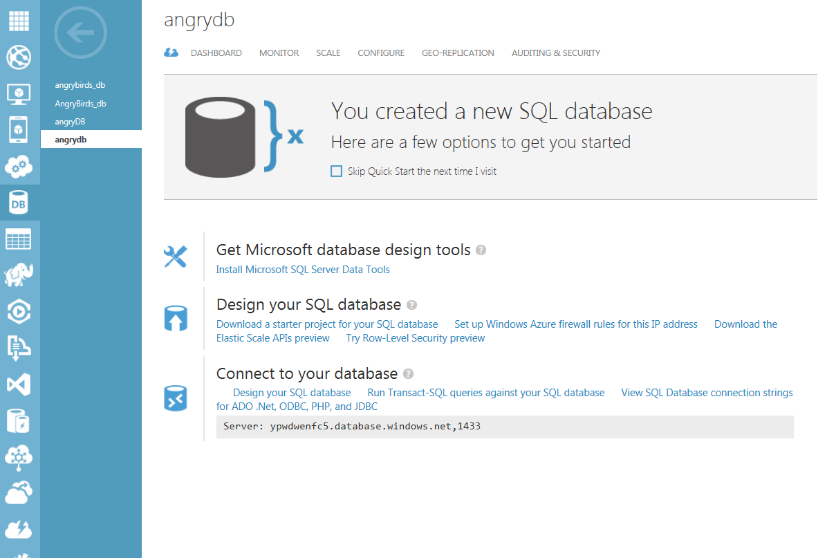 angrydb
DASHBOARD MONITOR SCALE CONFIGURE GEO-REPLICATION AUDITING & SECURITY
angrybirds_db
AngryBirds_db
angryDB
angrydb
DB
x
You created a new SQL database
Here are a few options to get you started
Skip Quick Start the next time I visit
Get Microsoft database design tools ?
Install Microsoft SQL Server Data Tools
Design your SQL database ?
Download a starter project for your SQL database Set up Windows Azure firewall rules for this IP address Download the
Elastic Scale APIs preview Try Row-Level Security preview
Connect to your database ?
Design your SQL database Run Transact-SQL queries against your SQL database View SQL Database connection strings
for ADO .Net, ODBC, PHP, and JDBC
Server: ypwdwenfc5.database.windows.net,1433